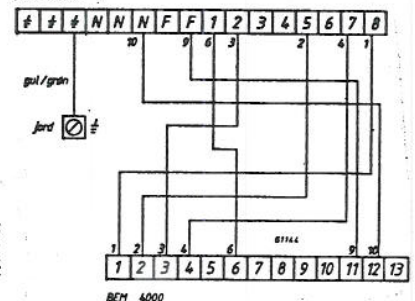 ⏚ ⏚ ⏚ N N N F F 1 2 3 4 5 6 7 8
10 9 6 3 2 4 1
gul/grøn
jord
61144
1 2 3 4 6 9 10
1 2 3 4 5 6 7 8 9 10 11 12 13
BEM 4000